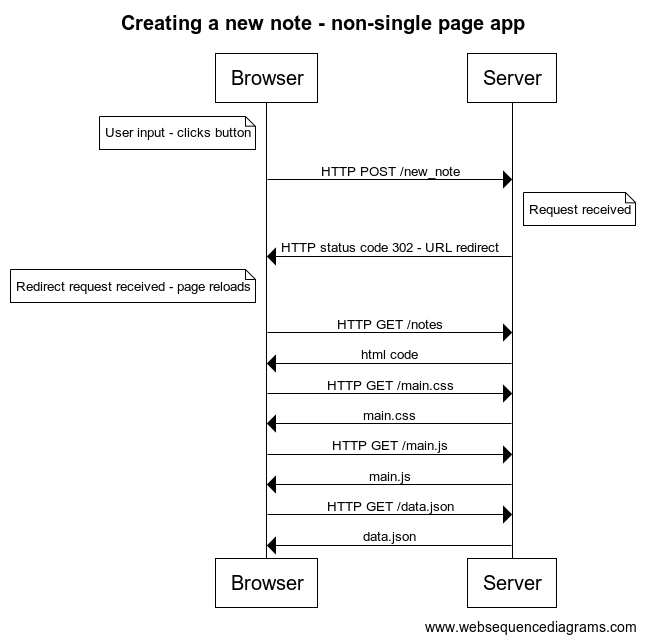 Creating a new note - non-single page app
Browser
Server
User input - clicks button
HTTP POST /new_note
Request received
HTTP status code 302 - URL redirect
Redirect request received - page reloads
HTTP GET /notes
html code
HTTP GET /main.css
main.css
HTTP GET /main.js
main.js
HTTP GET /data.json
data.json
Browser
Server
www.websequencediagrams.com